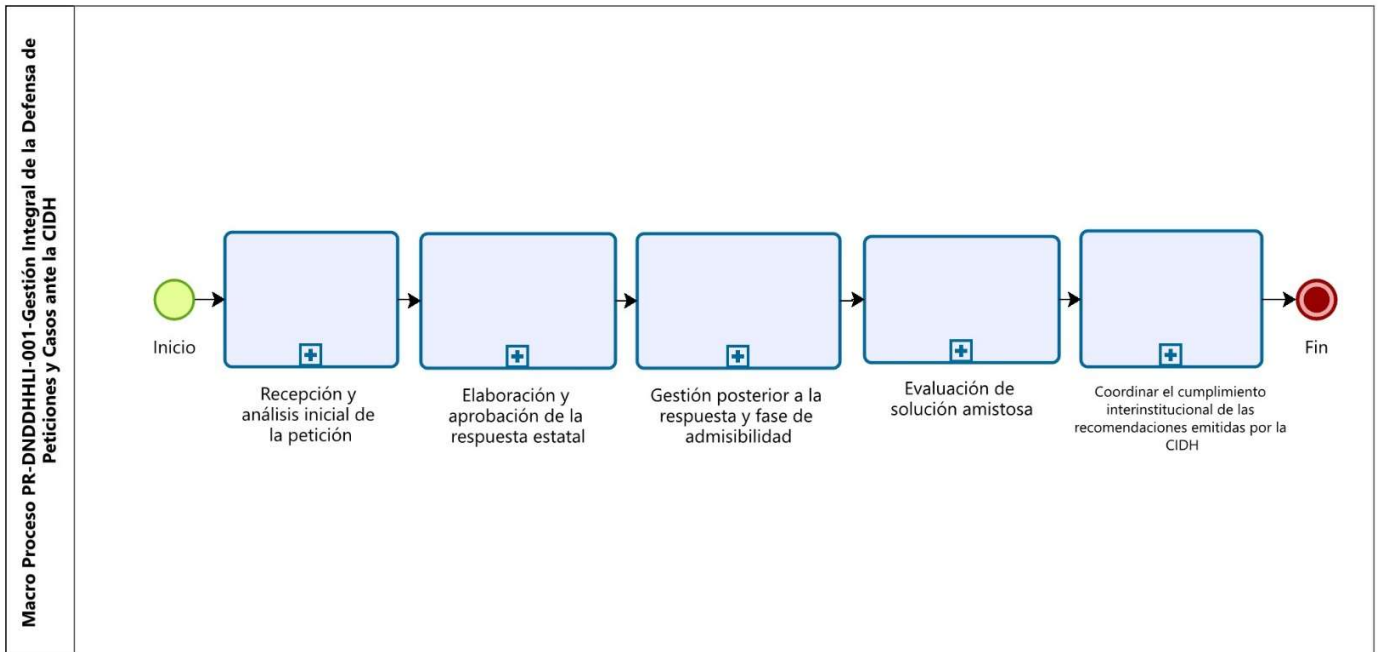 Macro Proceso PR-DNDDHHLI-001-Gestión Integral de la Defensa de
Peticiones y Casos ante la CIDH
Inicio
Recepción y
análisis inicial de
la petición
Elaboración y
aprobación de la
respuesta estatal
Gestión posterior a la
respuesta y fase de
admisibilidad
Evaluación de
solución amistosa
Coordinar el cumplimiento
interinstitucional de las
recomendaciones emitidas por la
CIDH
Fin